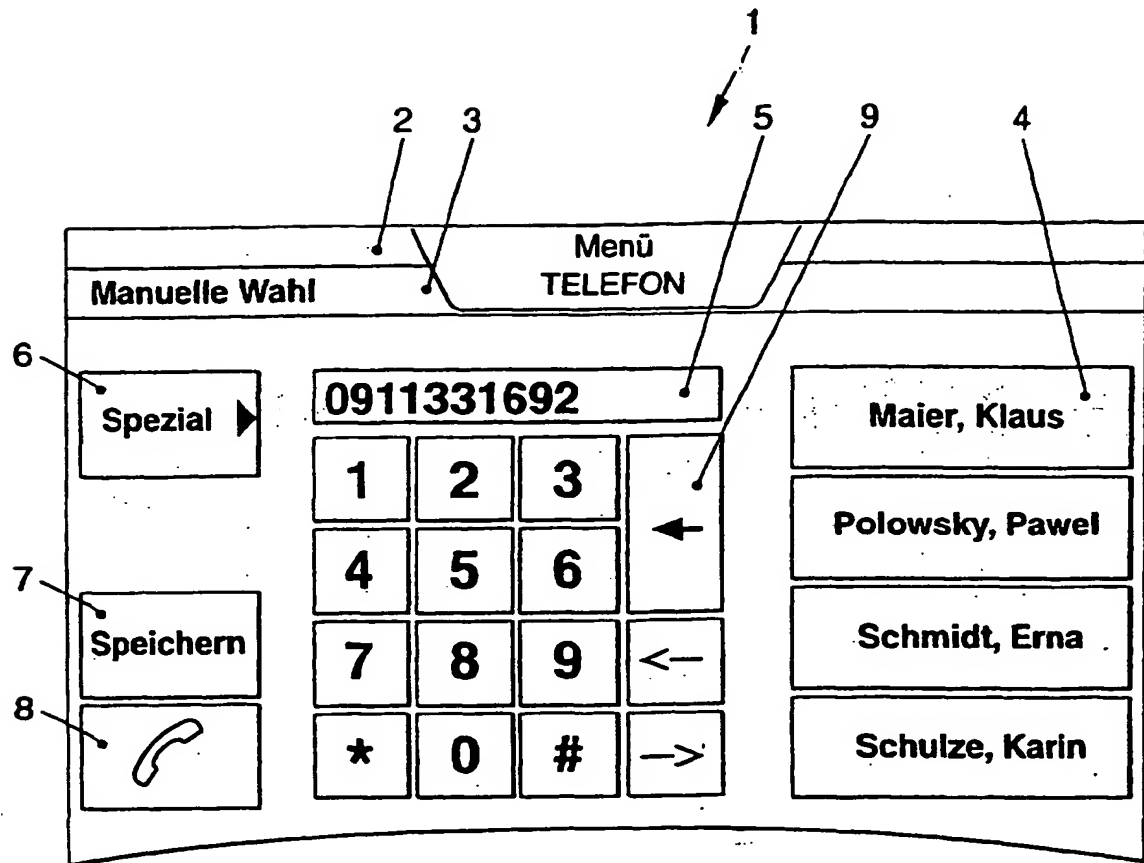 1
2 3 5 9 4
Menü
TELEFON
Manuelle Wahl
6
Spezial
0911331692
Maier, Klaus
1 2 3
Polowsky, Pawel
4 5 6
7
Speichern
7 8 9
Schmidt, Erna
8
* 0 #
Schulze, Karin